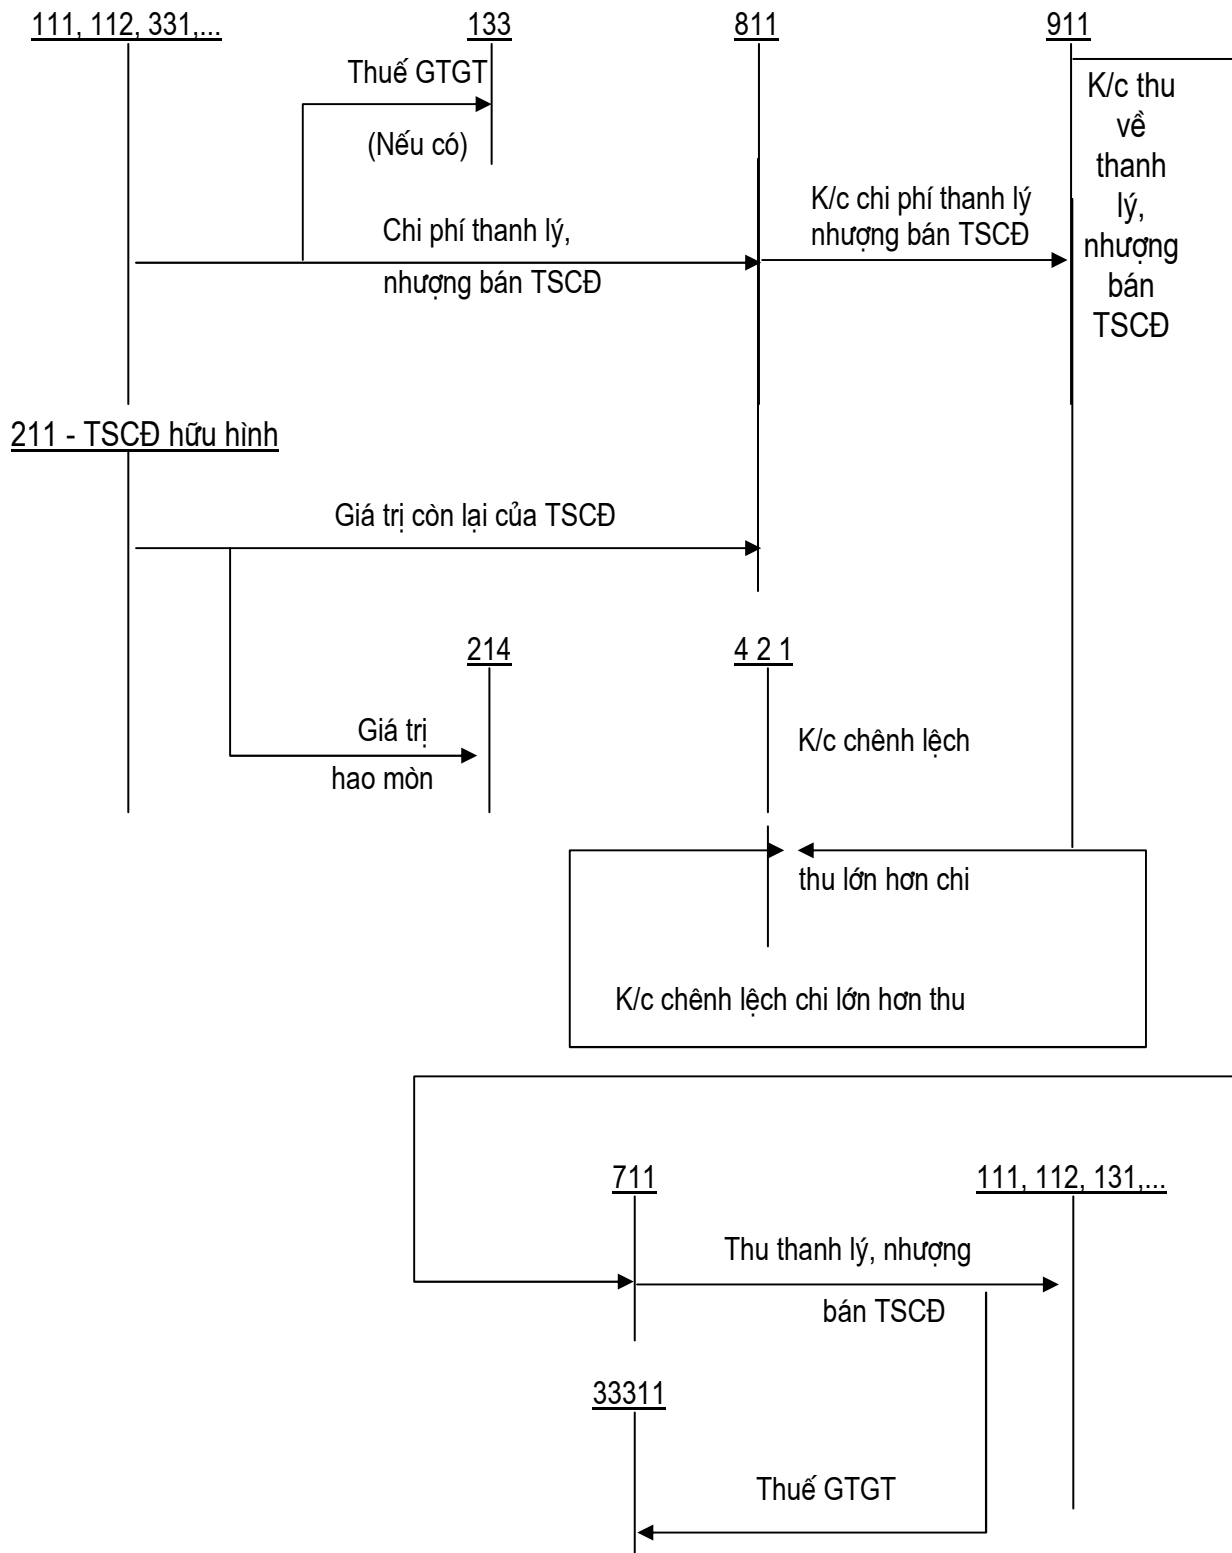 111, 112, 331,...
133
811
911
Thuế GTGT
(Nếu có)
K/c thu
về
thanh
lý,
nhượng
bán
TSCĐ
K/c chi phí thanh lý
nhượng bán TSCĐ
Chi phí thanh lý,
nhượng bán TSCĐ
211 - TSCĐ hữu hình
Giá trị còn lại của TSCĐ
214
4 2 1
Giá trị
hao mòn
K/c chênh lệch
thu lớn hơn chi
K/c chênh lệch chi lớn hơn thu
711
111, 112, 131,...
Thu thanh lý, nhượng
bán TSCĐ
33311
Thuế GTGT